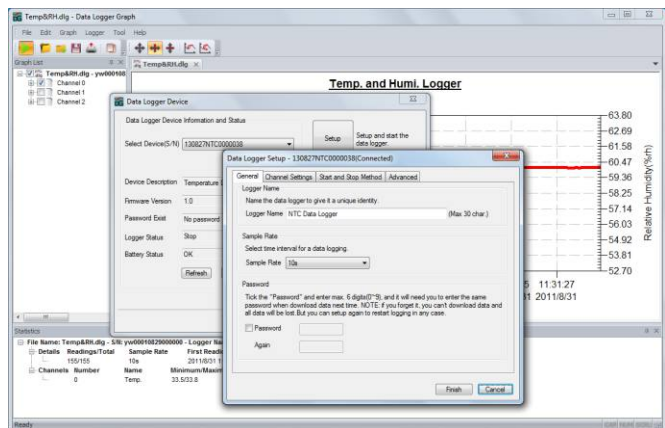 Temp&RH.dlg - Data Logger Graph
File Edit Graph Logger Tool Help
Graph List
Temp&RH.dlg
Temp&RH.dlg - yw000108
Channel 0
Channel 1
Channel 2
Temp. and Humi. Logger
63.80
62.69
61.58
60.47
59.36
58.25
57.14
56.03
54.92
53.81
52.70
Relative Humidity(%rh)
11:31:27
2011/8/31
Data Logger Device
Data Logger Device Information and Status
Select Device(S/N) 130827NTC0000038
Setup
Setup and start the
data logger.
Device Description Temperature
Firmware Version 1.0
Password Exist No password
Logger Status Stop
Battery Status OK
Refresh
Data Logger Setup - 130827NTC0000038(Connected)
General Channel Settings Start and Stop Method Advanced
Logger Name
Name the data logger to give it a unique identity.
Logger Name NTC Data Logger (Max 30 char.)
Sample Rate
Select time interval for a data logging.
Sample Rate 10s
Password
Tick the "Password" and enter max. 6 digits(0~9), and it will need you to enter the same
password when download data next time. NOTE: if you forget it, you can't download data and
all data will be lost.But you can setup again to restart logging in any case.
Password
Again
Finish Cancel
Statistics
File Name: Temp&RH.dlg - S/N: yw00010829000000 - Logger Na
Details Readings/Total Sample Rate First Readi
155/155 10s 2011/8/31 1
Channels Number Name Minimum/Maxim
0 Temp. 33.5/33.8
Ready